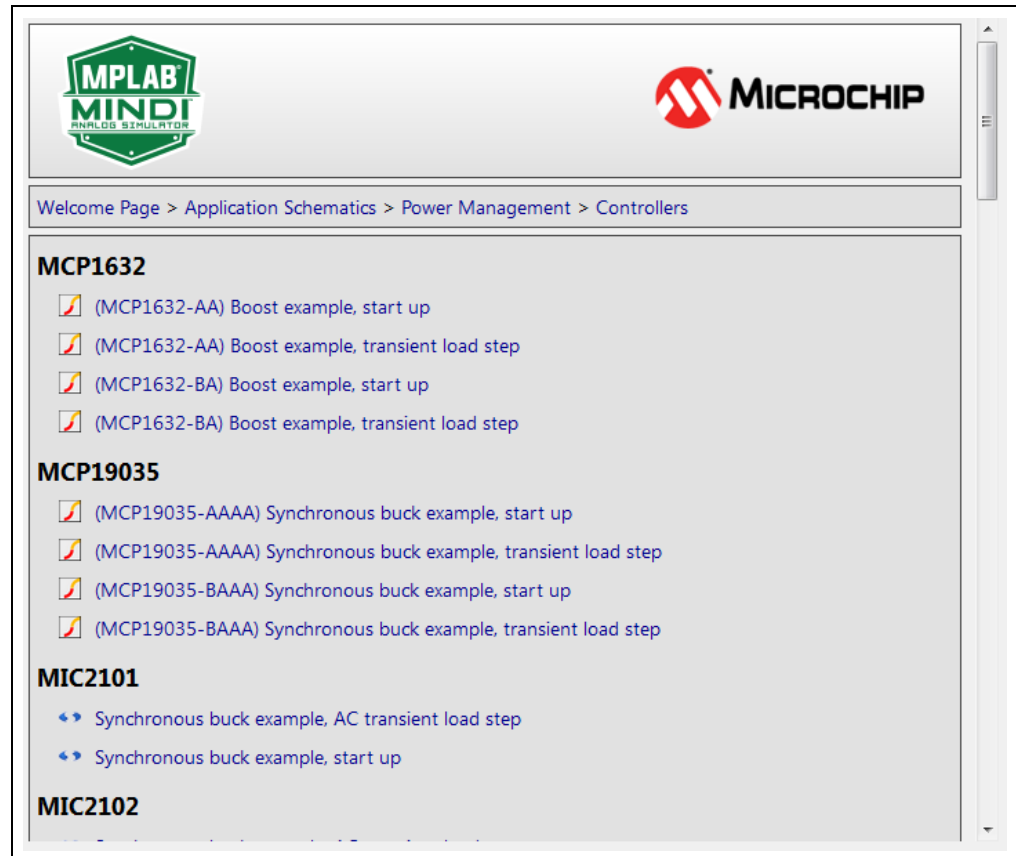 MPLAB
MINDI
ANALOG SIMULATOR
MICROCHIP
Welcome Page > Application Schematics > Power Management > Controllers
MCP1632
(MCP1632-AA) Boost example, start up
(MCP1632-AA) Boost example, transient load step
(MCP1632-BA) Boost example, start up
(MCP1632-BA) Boost example, transient load step
MCP19035
(MCP19035-AAAA) Synchronous buck example, start up
(MCP19035-AAAA) Synchronous buck example, transient load step
(MCP19035-BAAA) Synchronous buck example, start up
(MCP19035-BAAA) Synchronous buck example, transient load step
MIC2101
Synchronous buck example, AC transient load step
Synchronous buck example, start up
MIC2102